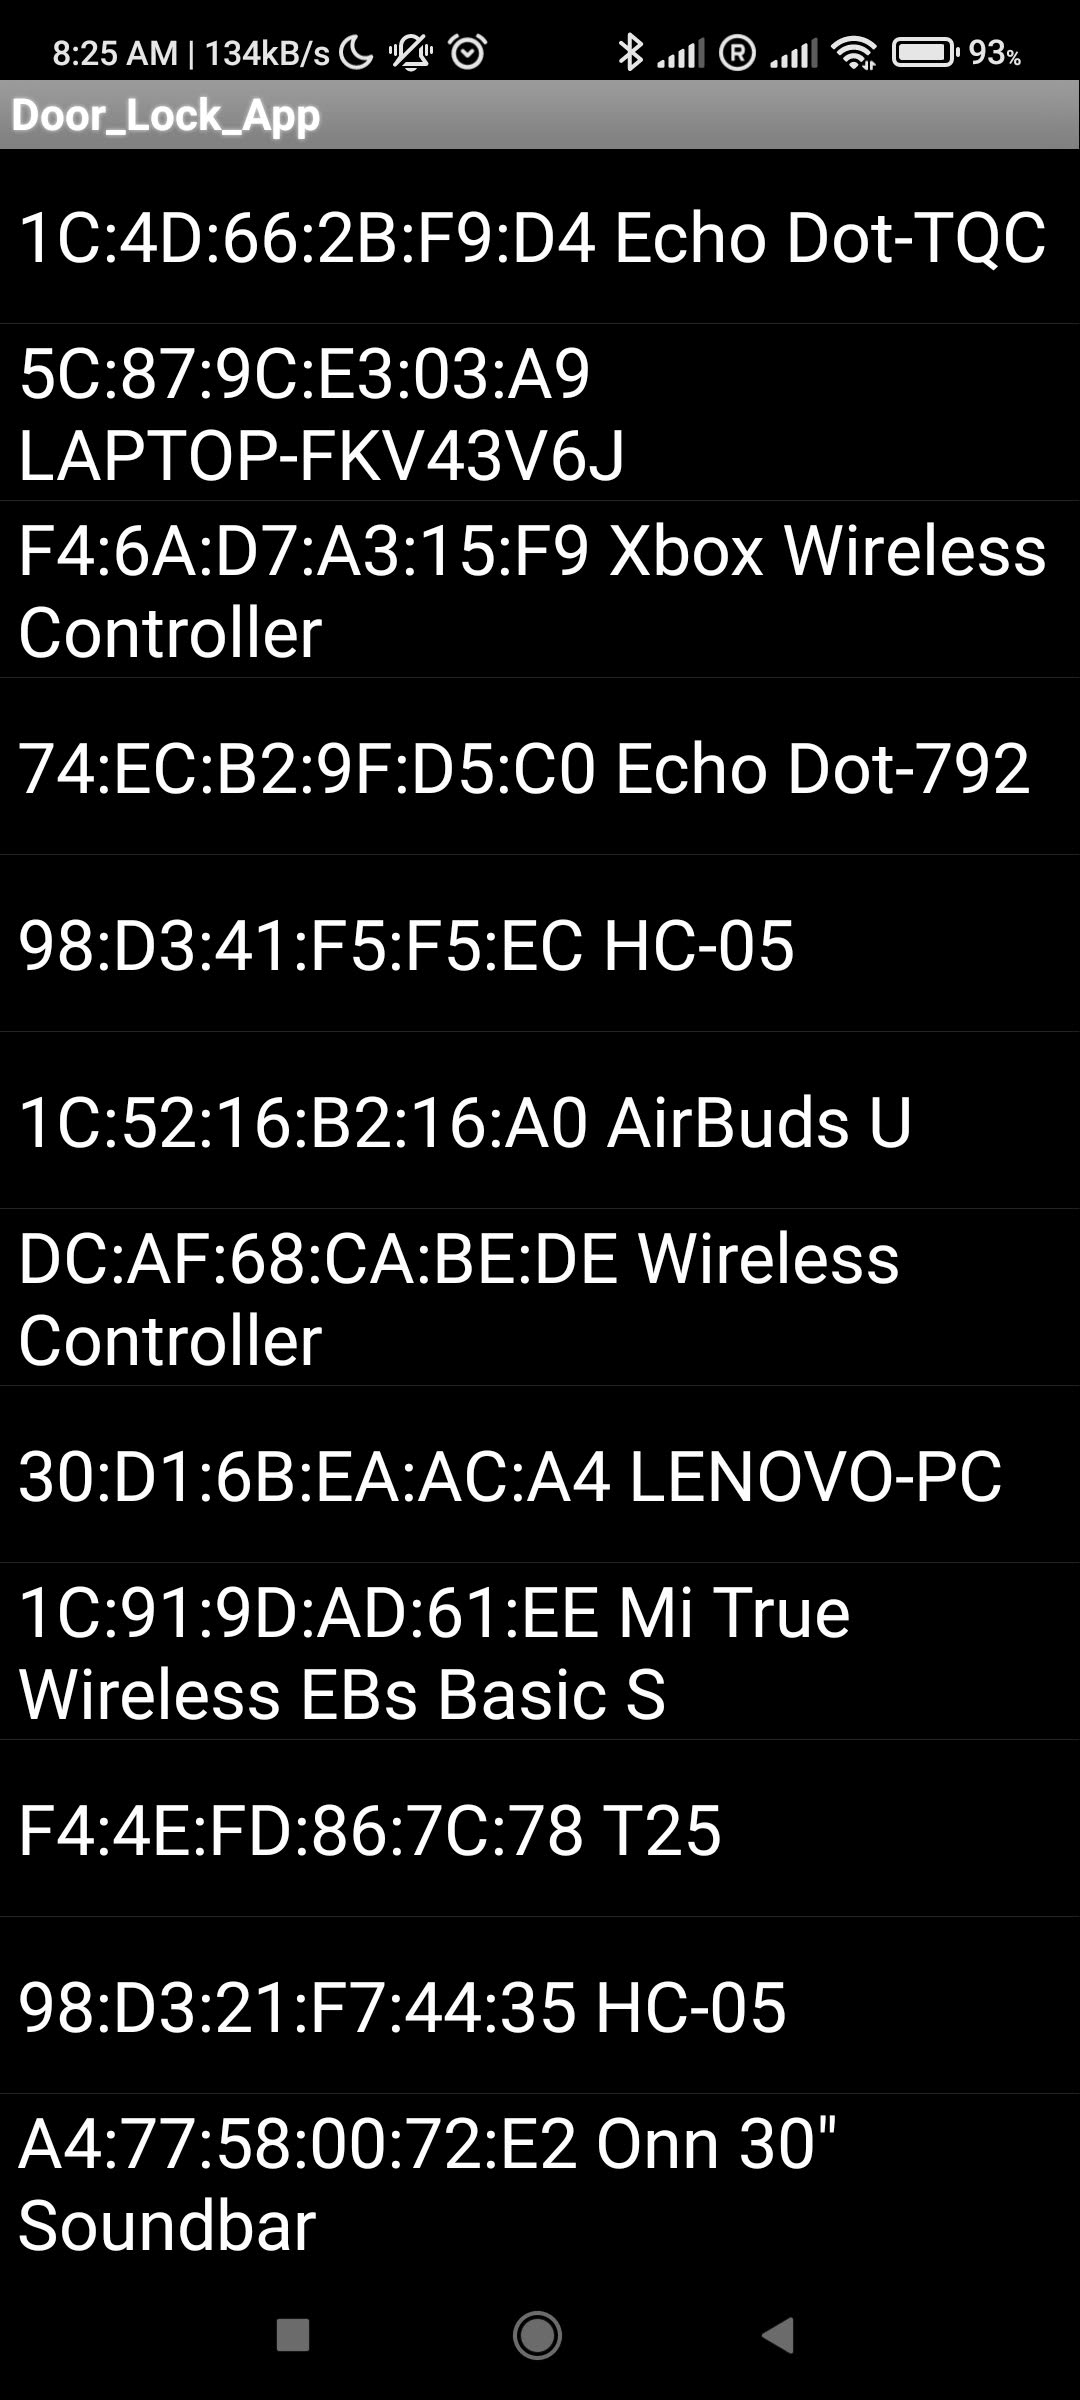 8:25 AM | 134kB/s R 93%
Door_Lock_App
1C:4D:66:2B:F9:D4 Echo Dot-TQC
5C:87:9C:E3:03:A9
LAPTOP-FKV43V6J
F4:6A:D7:A3:15:F9 Xbox Wireless
Controller
74:EC:B2:9F:D5:C0 Echo Dot-792
98:D3:41:F5:F5:EC HC-05
1C:52:16:B2:16:A0 AirBuds U
DC:AF:68:CA:BE:DE Wireless
Controller
30:D1:6B:EA:AC:A4 LENOVO-PC
1C:91:9D:AD:61:EE Mi True
Wireless EBs Basic S
F4:4E:FD:86:7C:78 T25
98:D3:21:F7:44:35 HC-05
A4:77:58:00:72:E2 Onn 30"
Soundbar